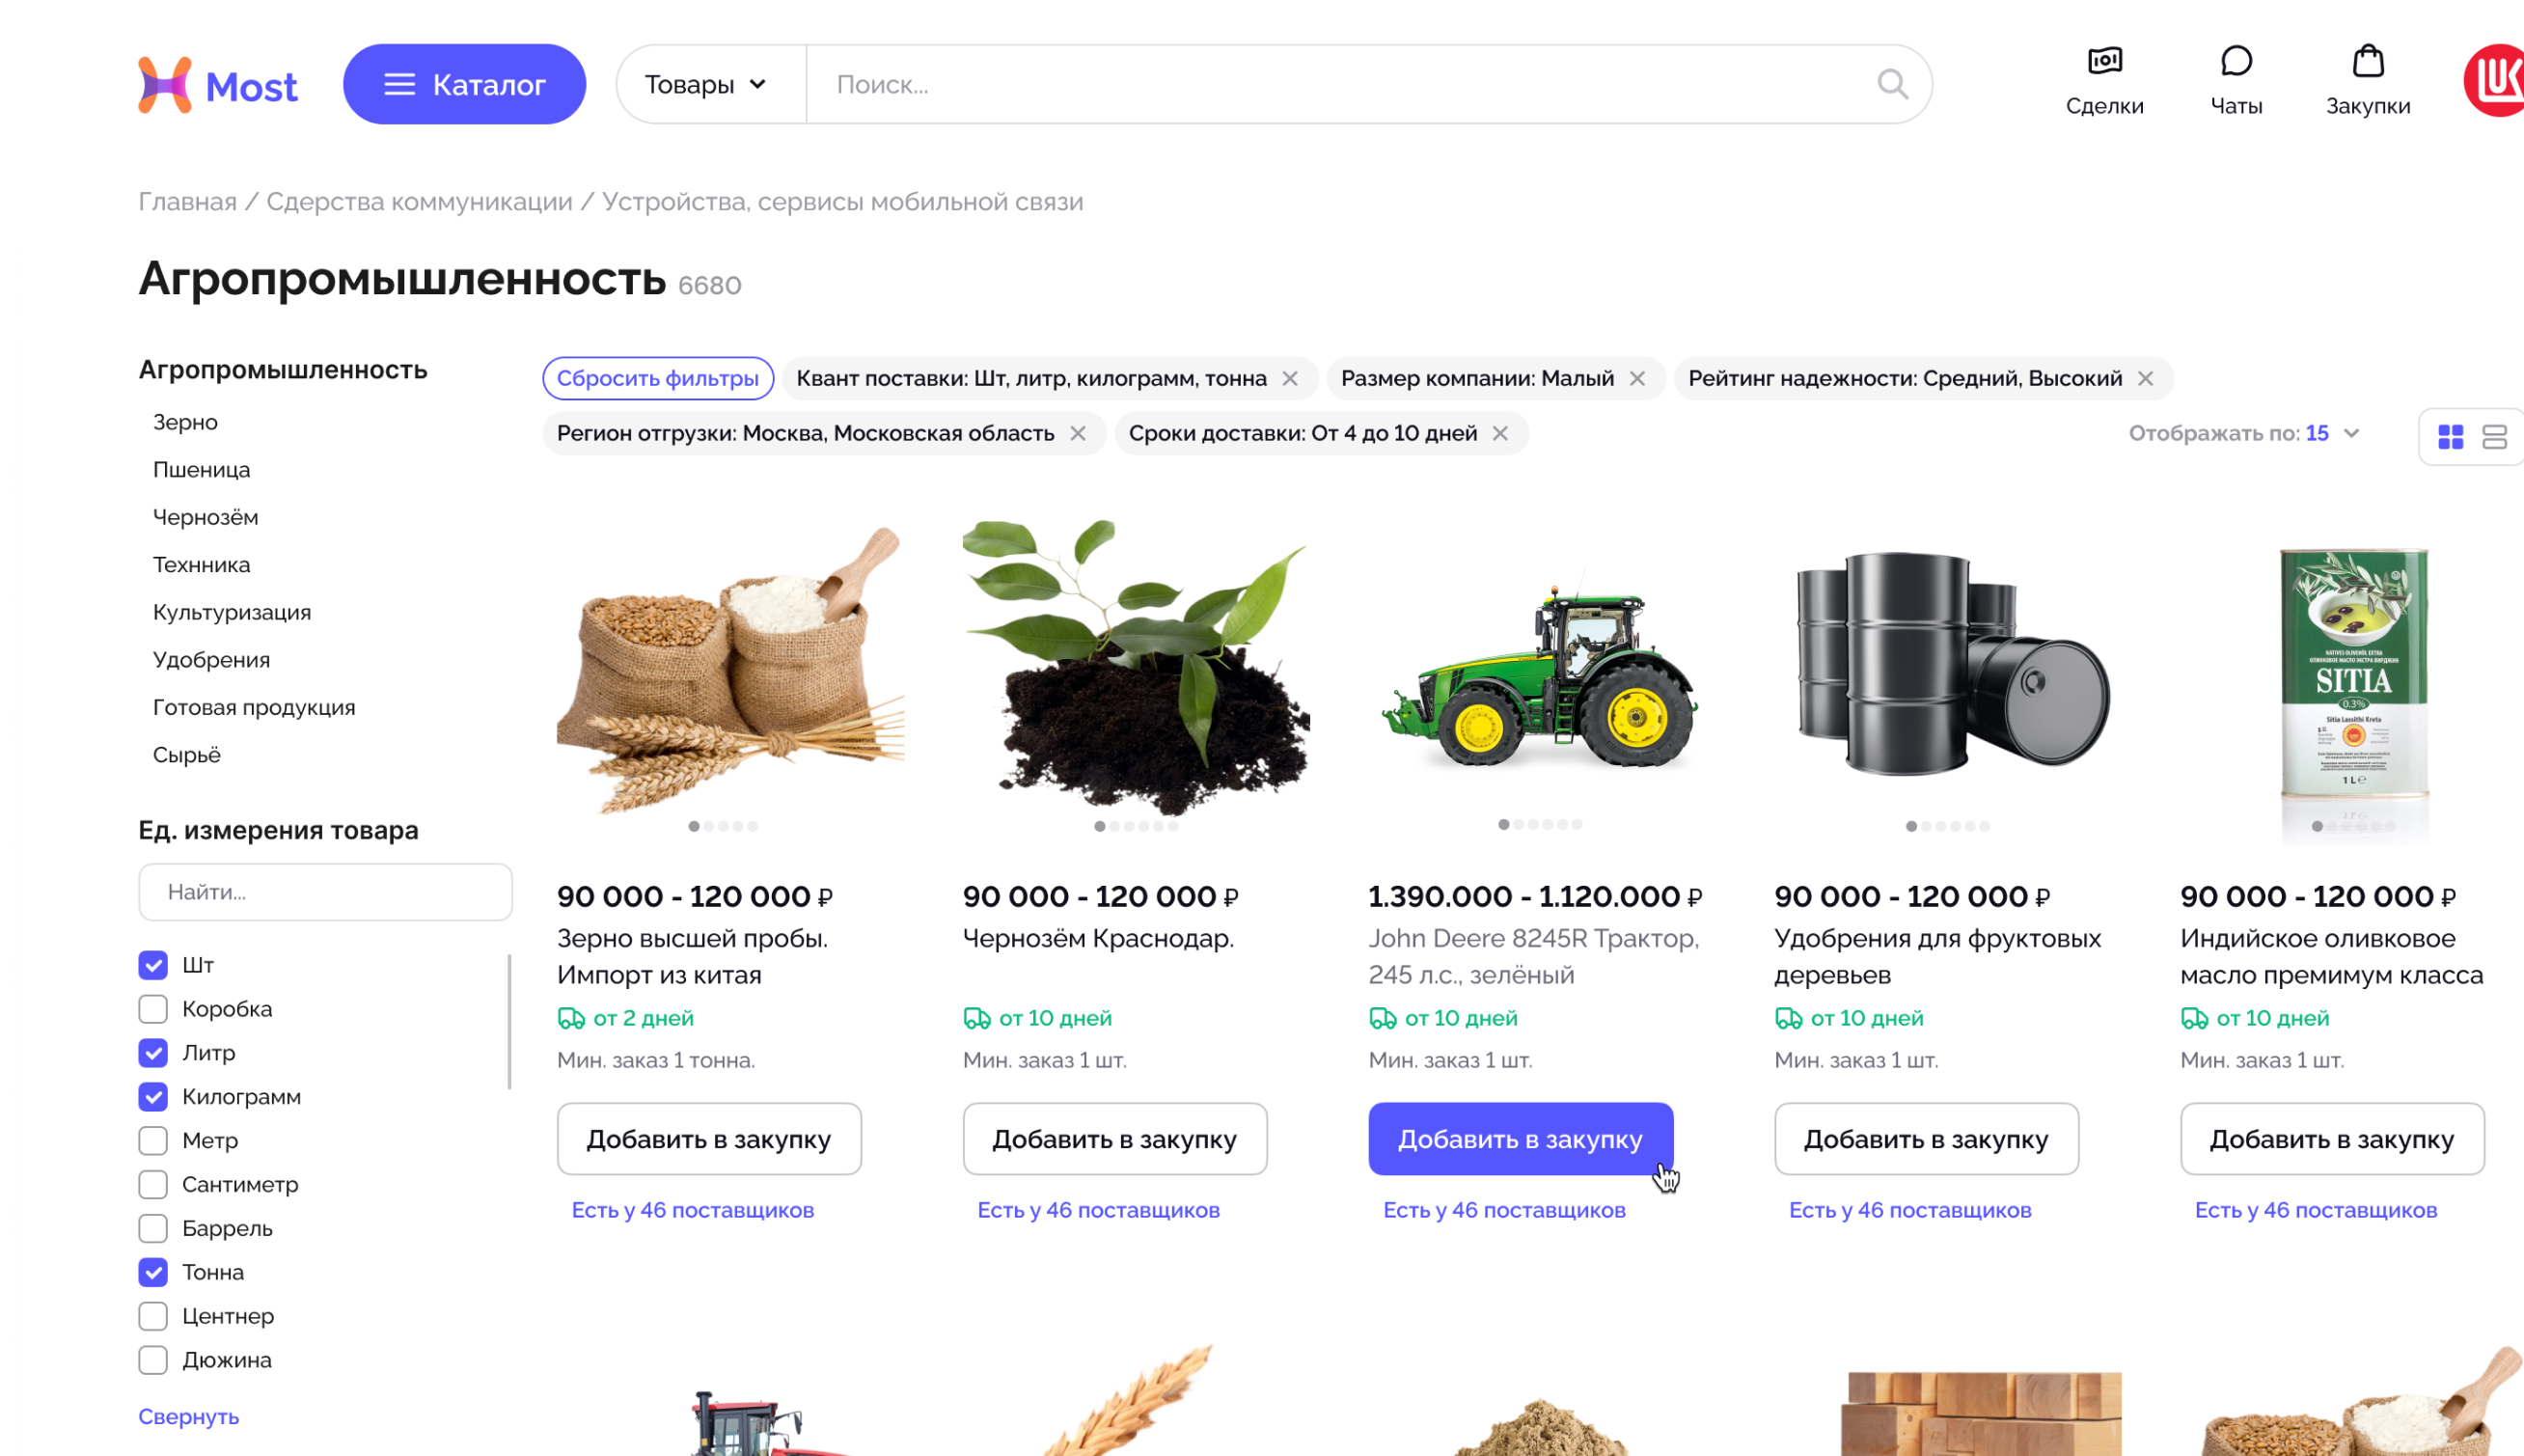 Most
Каталог
Товары
Поиск...
Сделки
Чаты
Закупки
Главная / Сдерства коммуникации / Устройства, сервисы мобильной связи
Агропромышленность 6680
Агропромышленность
Зерно
Пшеница
Чернозём
Технника
Культуризация
Удобрения
Готовая продукция
Сырьё
Ед. измерения товара
Найти...
Шт
Коробка
Литр
Килограмм
Метр
Сантиметр
Баррель
Тонна
Центнер
Дюжина
Свернуть
Сбросить фильтры
Квант поставки: Шт, литр, килограмм, тонна
Размер компании: Малый
Рейтинг надежности: Средний, Высокий
Регион отгрузки: Москва, Московская область
Сроки доставки: От 4 до 10 дней
Отображать по: 15
90 000 - 120 000 ₽
Зерно высшей пробы.
Импорт из китая
от 2 дней
Мин. заказ 1 тонна.
Добавить в закупку
Есть у 46 поставщиков
90 000 - 120 000 ₽
Чернозём Краснодар.
от 10 дней
Мин. заказ 1 шт.
Добавить в закупку
Есть у 46 поставщиков
1.390.000 - 1.120.000 ₽
John Deere 8245R Трактор,
245 л.с., зелёный
от 10 дней
Мин. заказ 1 шт.
Добавить в закупку
Есть у 46 поставщиков
90 000 - 120 000 ₽
Удобрения для фруктовых
деревьев
от 10 дней
Мин. заказ 1 шт.
Добавить в закупку
Есть у 46 поставщиков
SITIA
0.3%
Sitia Lassithi Kreta
1 L e
90 000 - 120 000 ₽
Индийское оливковое
масло премимум класса
от 10 дней
Мин. заказ 1 шт.
Добавить в закупку
Есть у 46 поставщиков